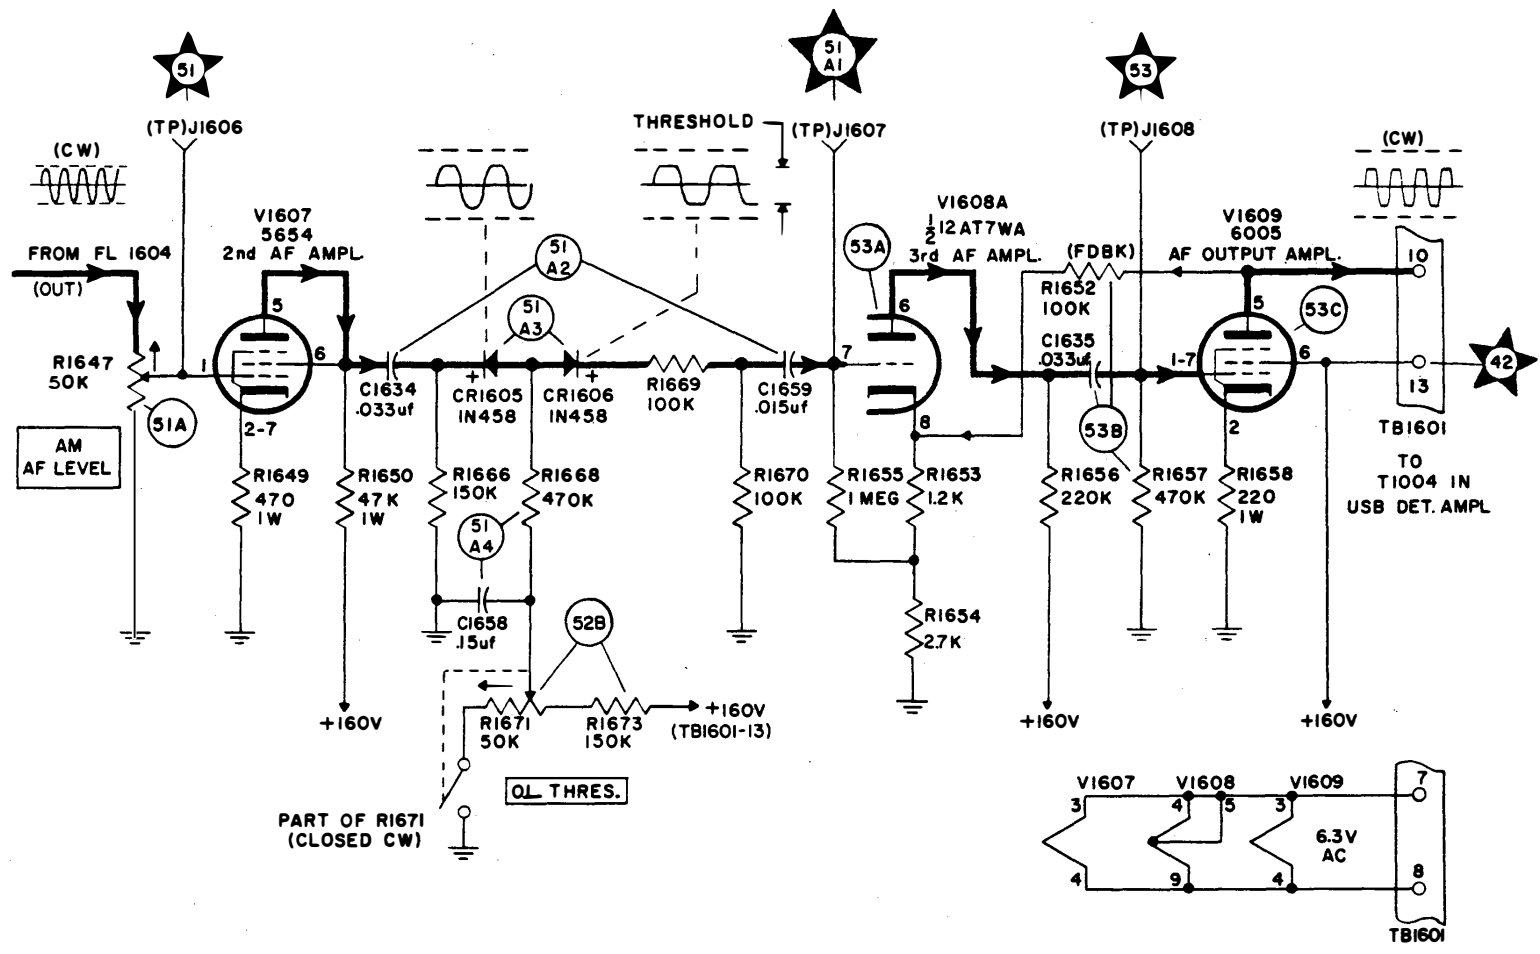 51
(TP)J1606
(CW)
FROM FL 1604
(OUT)
R1647
50K
51A
AM
AF LEVEL
V1607
5654
2nd AF AMPL.
5
1
6
2-7
R1649
470
1W
R1650
47K
1W
+160V
C1634
.033uf
51
A2
51
A3
+
CR1605
1N458
CR1606
1N458
+
R1666
150K
R1668
470K
51
A4
C1658
.15uf
52B
R1671
50K
R1673
150K
+160V
(TB1601-13)
OL THRES.
PART OF R1671
(CLOSED CW)
THRESHOLD
R1669
100K
R1670
100K
C1659
.015uf
51
A1
(TP)J1607
53A
V1608A
1/2 12AT7WA
3rd AF AMPL.
6
7
8
R1655
1 MEG
R1653
1.2K
R1654
2.7K
53
(TP)J1608
(FDBK)
R1652
100K
C1635
.033uf
53B
R1656
220K
+160V
R1657
470K
V1609
6005
AF OUTPUT AMPL.
53C
5
1-7
6
2
R1658
220
1W
+160V
(CW)
10
13
TB1601
42
TO
T1004 IN
USB DET. AMPL
V1607
V1608
V1609
3
4
5
3
7
6.3V
AC
4
9
4
8
TB1601